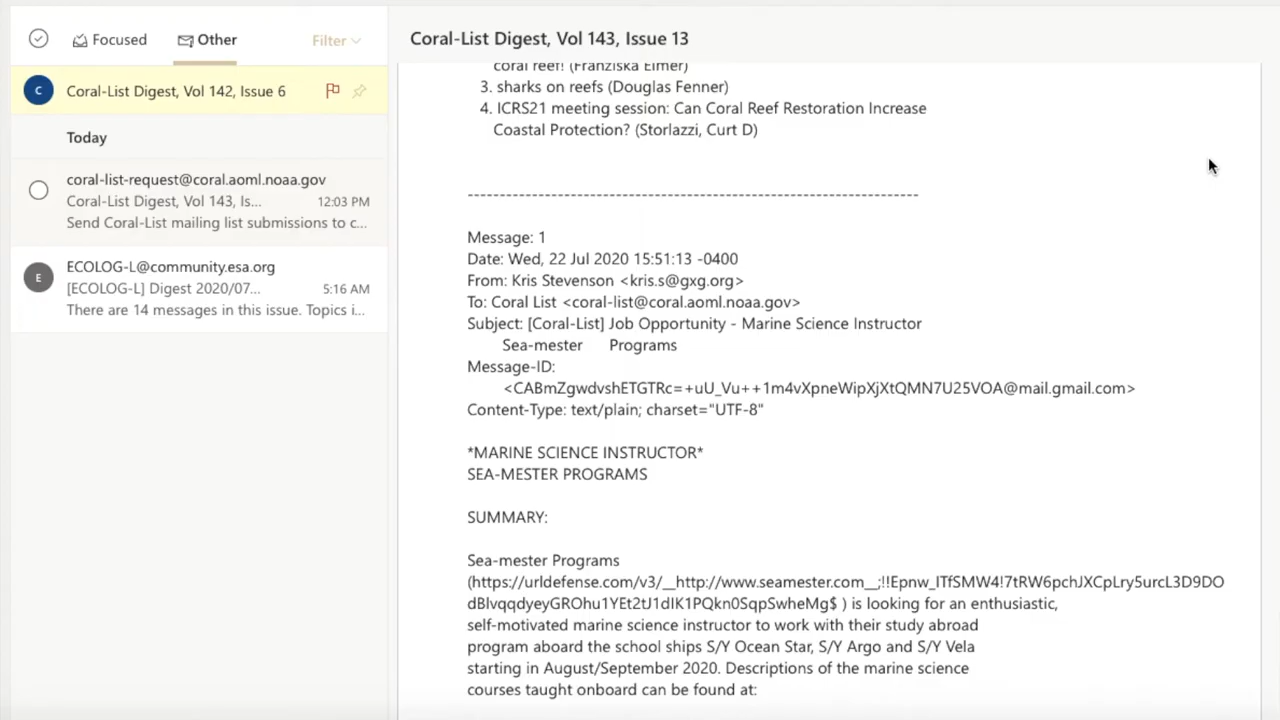 Focused
Other
Filter
C
Coral-List Digest, Vol 142, Issue 6
Today
coral-list-request@coral.aoml.noaa.gov
Coral-List Digest, Vol 143, Is...
12:03 PM
Send Coral-List mailing list submissions to c...
E
ECOLOG-L@community.esa.org
[ECOLOG-L] Digest 2020/07...
5:16 AM
There are 14 messages in this issue. Topics i...
Coral-List Digest, Vol 143, Issue 13
coral reef! (Franziska Elmer)
3. sharks on reefs (Douglas Fenner)
4. ICRS21 meeting session: Can Coral Reef Restoration Increase
Coastal Protection? (Storlazzi, Curt D)
----------------------------------------------------------------------
Message: 1
Date: Wed, 22 Jul 2020 15:51:13 -0400
From: Kris Stevenson <kris.s@gxg.org>
To: Coral List <coral-list@coral.aoml.noaa.gov>
Subject: [Coral-List] Job Opportunity - Marine Science Instructor
Sea-mester Programs
Message-ID:
<CABmZgwdvshETGTRc=+uU_Vu++1m4vXpneWipXjXtQMN7U25VOA@mail.gmail.com>
Content-Type: text/plain; charset="UTF-8"
*MARINE SCIENCE INSTRUCTOR*
SEA-MESTER PROGRAMS
SUMMARY:
Sea-mester Programs
(https://urldefense.com/v3/__http://www.seamester.com__;!!Epnw_ITfSMW4!7tRW6pchJXCpLry5urcL3D9DO
dBlvqqdyeyGROhu1YEt2tJ1dIK1PQkn0SqpSwheMg$ ) is looking for an enthusiastic,
self-motivated marine science instructor to work with their study abroad
program aboard the school ships S/Y Ocean Star, S/Y Argo and S/Y Vela
starting in August/September 2020. Descriptions of the marine science
courses taught onboard can be found at: